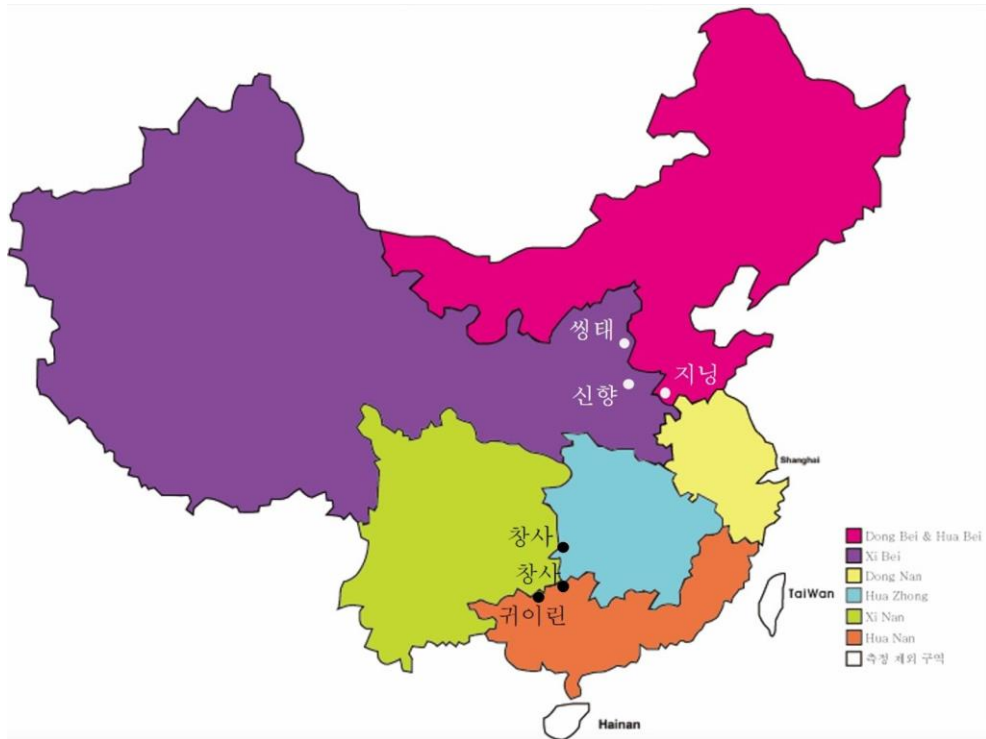 씽태
지닝
신향
Shanghai
창사
창사
귀이린
TaiWan
Hainan
Dong Bei & Hua Bei
Xi Bei
Dong Nan
Hua Zhong
Xi Nan
Hua Nan
측정 제외 구역